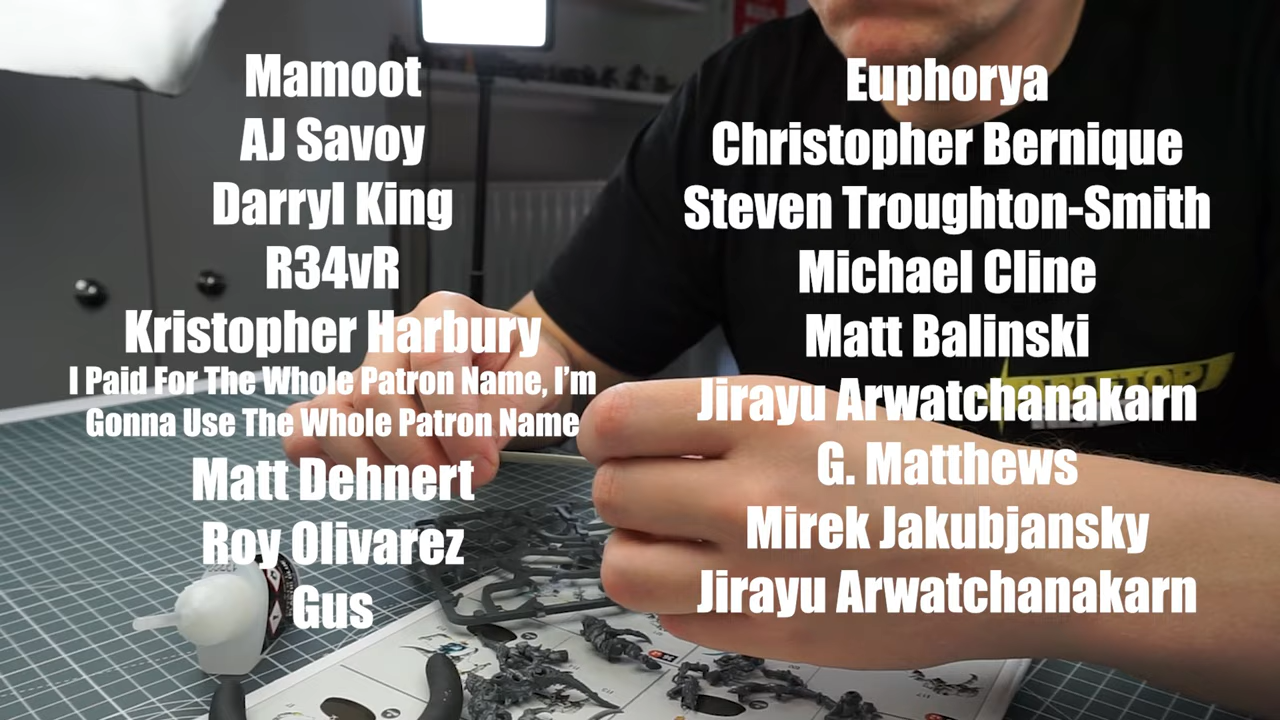 Mamoot
AJ Savoy
Darryl King
R34vR
Kristopher Harbury
I Paid For The Whole Patron Name, I'm
Gonna Use The Whole Patron Name
Matt Dehnert
Roy Olivarez
Gus
Euphorya
Christopher Bernique
Steven Troughton-Smith
Michael Cline
Matt Balinski
Jirayu Arwatchanakarn
G. Matthews
Mirek Jakubjansky
Jirayu Arwatchanakarn